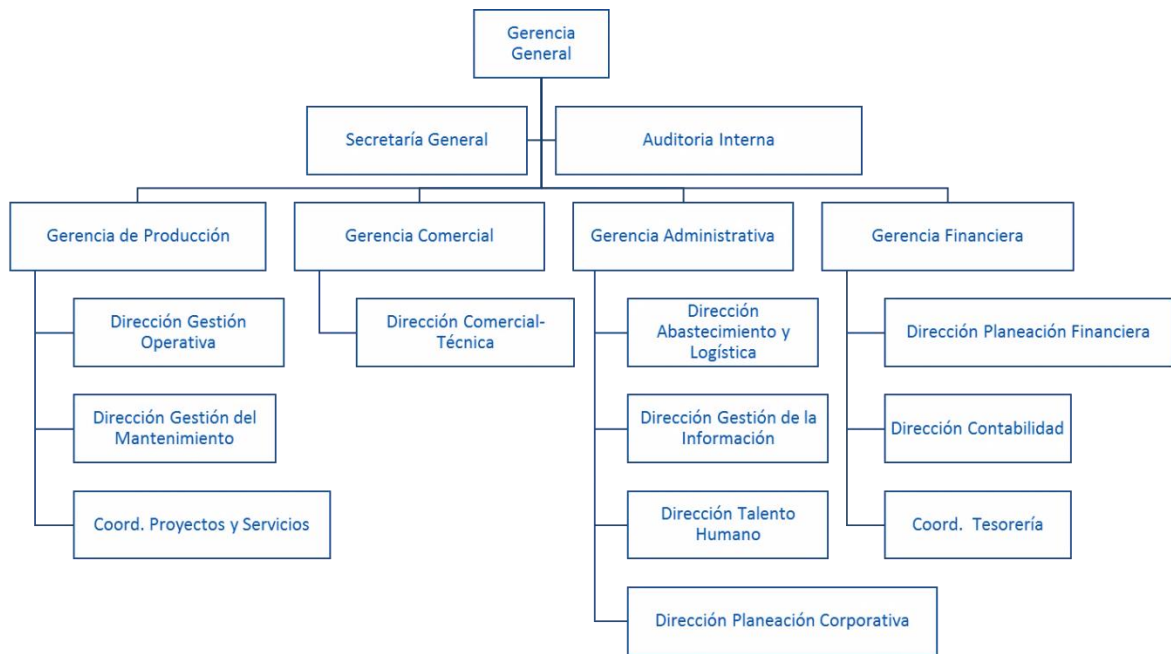 Gerencia
General
Secretaría General
Auditoria Interna
Gerencia de Producción
Gerencia Comercial
Gerencia Administrativa
Gerencia Financiera
Dirección Gestión
Operativa
Dirección Gestión del
Mantenimiento
Coord. Proyectos y Servicios
Dirección Comercial-
Técnica
Dirección
Abastecimiento y
Logística
Dirección Gestión de la
Información
Dirección Talento
Humano
Dirección Planeación Corporativa
Dirección Planeación Financiera
Dirección Contabilidad
Coord. Tesorería